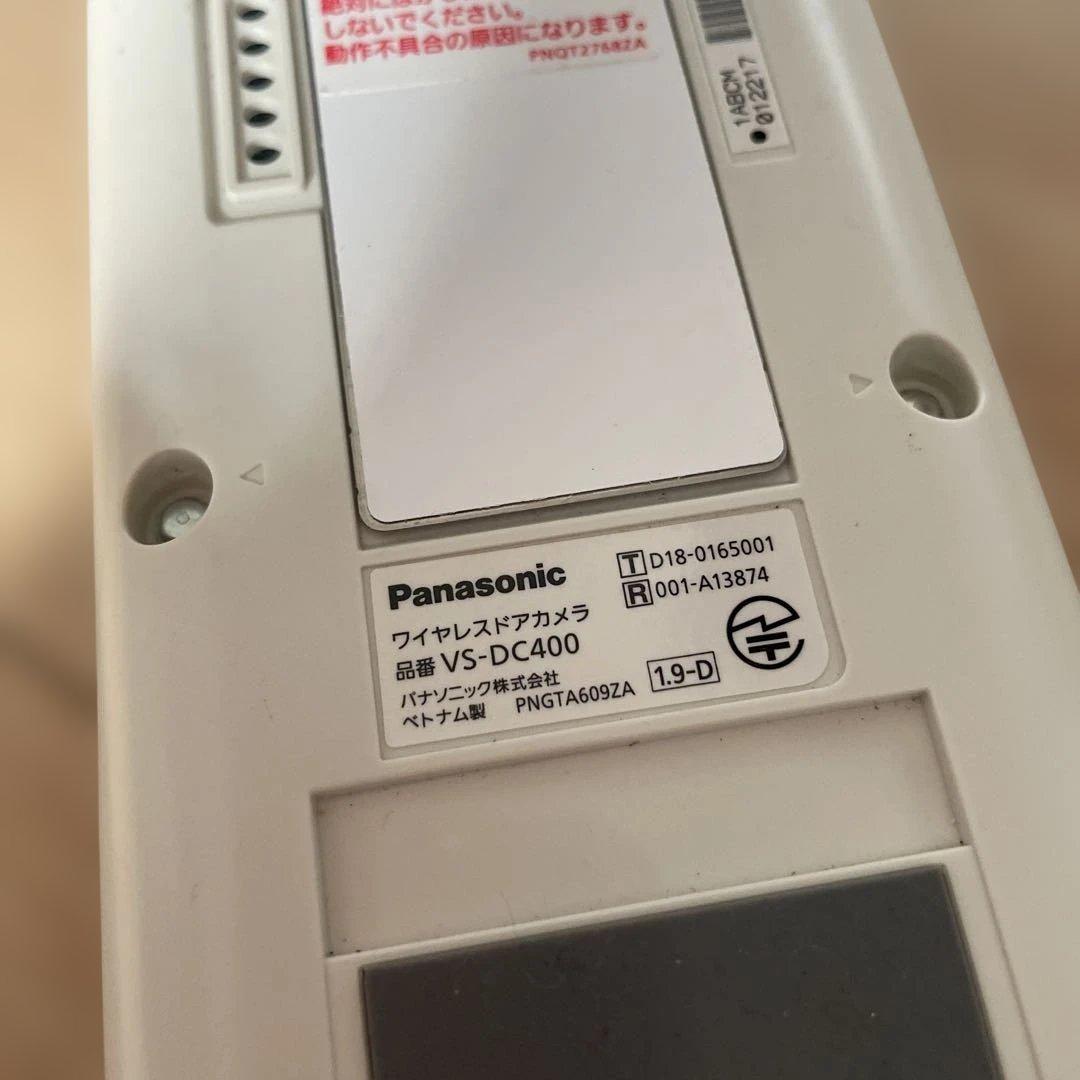 しないでください。
動作不具合の原因になります。
PNQT2768ZA
1ABCM
012217
Panasonic
ワイヤレスドアカメラ
品番 VS-DC400
パナソニック株式会社
ベトナム製 PNGTA609ZA
T D18-0165001
R 001-A13874
1.9-D